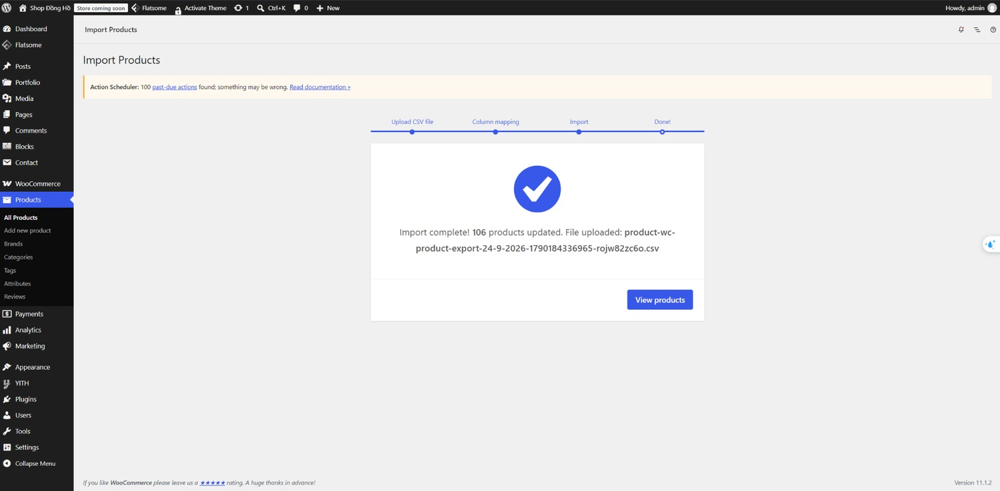 Shop Đồng Hồ Store coming soon Flatsome Activate Theme 1 Ctrl+K 0 New Howdy, admin
Dashboard
Flatsome
Posts
Portfolio
Media
Pages
Comments
Blocks
Contact
WooCommerce
Products
All Products
Add new product
Brands
Categories
Tags
Attributes
Reviews
Payments
Analytics
Marketing
Appearance
YITH
Plugins
Users
Tools
Settings
Collapse Menu
Import Products
Import Products
Action Scheduler: 100 past-due actions found; something may be wrong. Read documentation »
Upload CSV file Column mapping Import Done!
Import complete! 106 products updated. File uploaded: product-wc-
product-export-24-9-2026-1790184336965-rojw82zc6o.csv
View products
If you like WooCommerce please leave us a ★★★★★ rating. A huge thanks in advance! Version 11.1.2